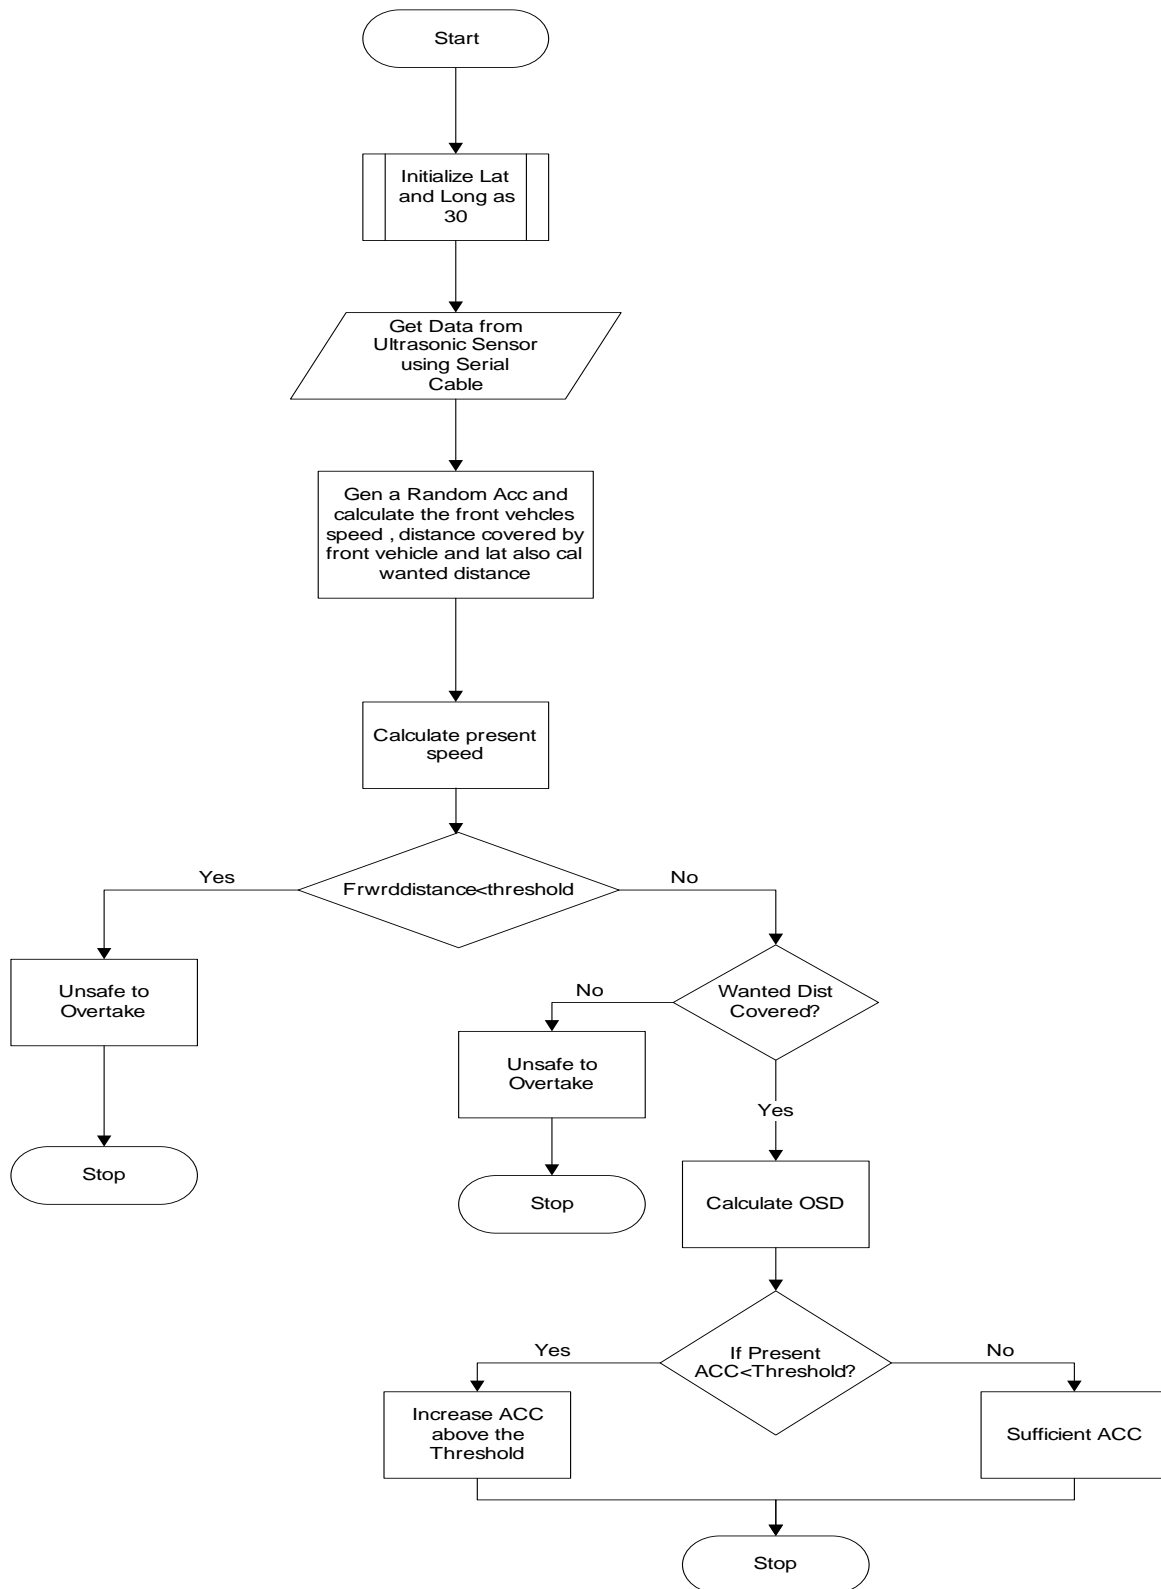 Start
Initialize Lat
and Long as
30
Get Data from
Ultrasonic Sensor
using Serial
Cable
Gen a Random Acc and
calculate the front vehcles
speed , distance covered by
front vehicle and lat also cal
wanted distance
Calculate present
speed
Frwrddistance<threshold
Yes
No
Unsafe to
Overtake
Stop
Wanted Dist
Covered?
No
Unsafe to
Overtake
Stop
Yes
Calculate OSD
If Present
ACC<Threshold?
Yes
No
Increase ACC
above the
Threshold
Sufficient ACC
Stop